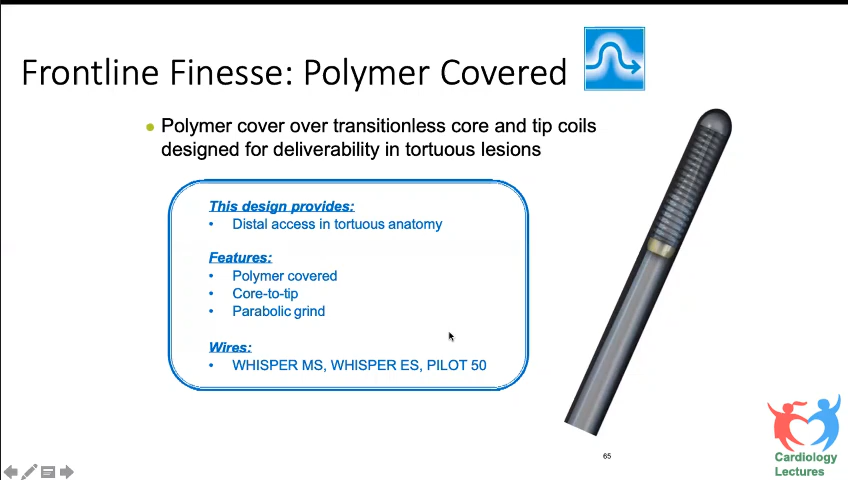 Frontline Finesse: Polymer Covered
• Polymer cover over transitionless core and tip coils
designed for deliverability in tortuous lesions
This design provides:
• Distal access in tortuous anatomy
Features:
• Polymer covered
• Core-to-tip
• Parabolic grind
Wires:
• WHISPER MS, WHISPER ES, PILOT 50
65
Cardiology
Lectures